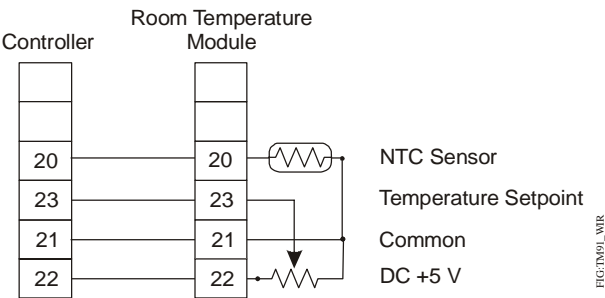 Room Temperature
Controller Module
20 20 NTC Sensor
23 23 Temperature Setpoint
21 21 Common
22 22 DC +5 V
FIG:TM91_WIR